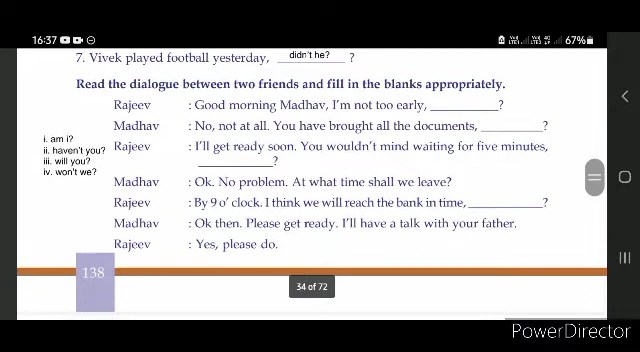 16:37
67%
7. Vivek played football yesterday, didn't he? ?
Read the dialogue between two friends and fill in the blanks appropriately.
Rajeev : Good morning Madhav, I'm not too early, __________?
Madhav : No, not at all. You have brought all the documents, _________?
i. am i?
ii. haven't you?
iii. will you?
iv. won't we?
Rajeev : I'll get ready soon. You wouldn't mind waiting for five minutes,
___________?
Madhav : Ok. No problem. At what time shall we leave?
Rajeev : By 9 o' clock. I think we will reach the bank in time, ___________?
Madhav : Ok then. Please get ready. I'll have a talk with your father.
Rajeev : Yes, please do.
138
34 of 72
PowerDirector